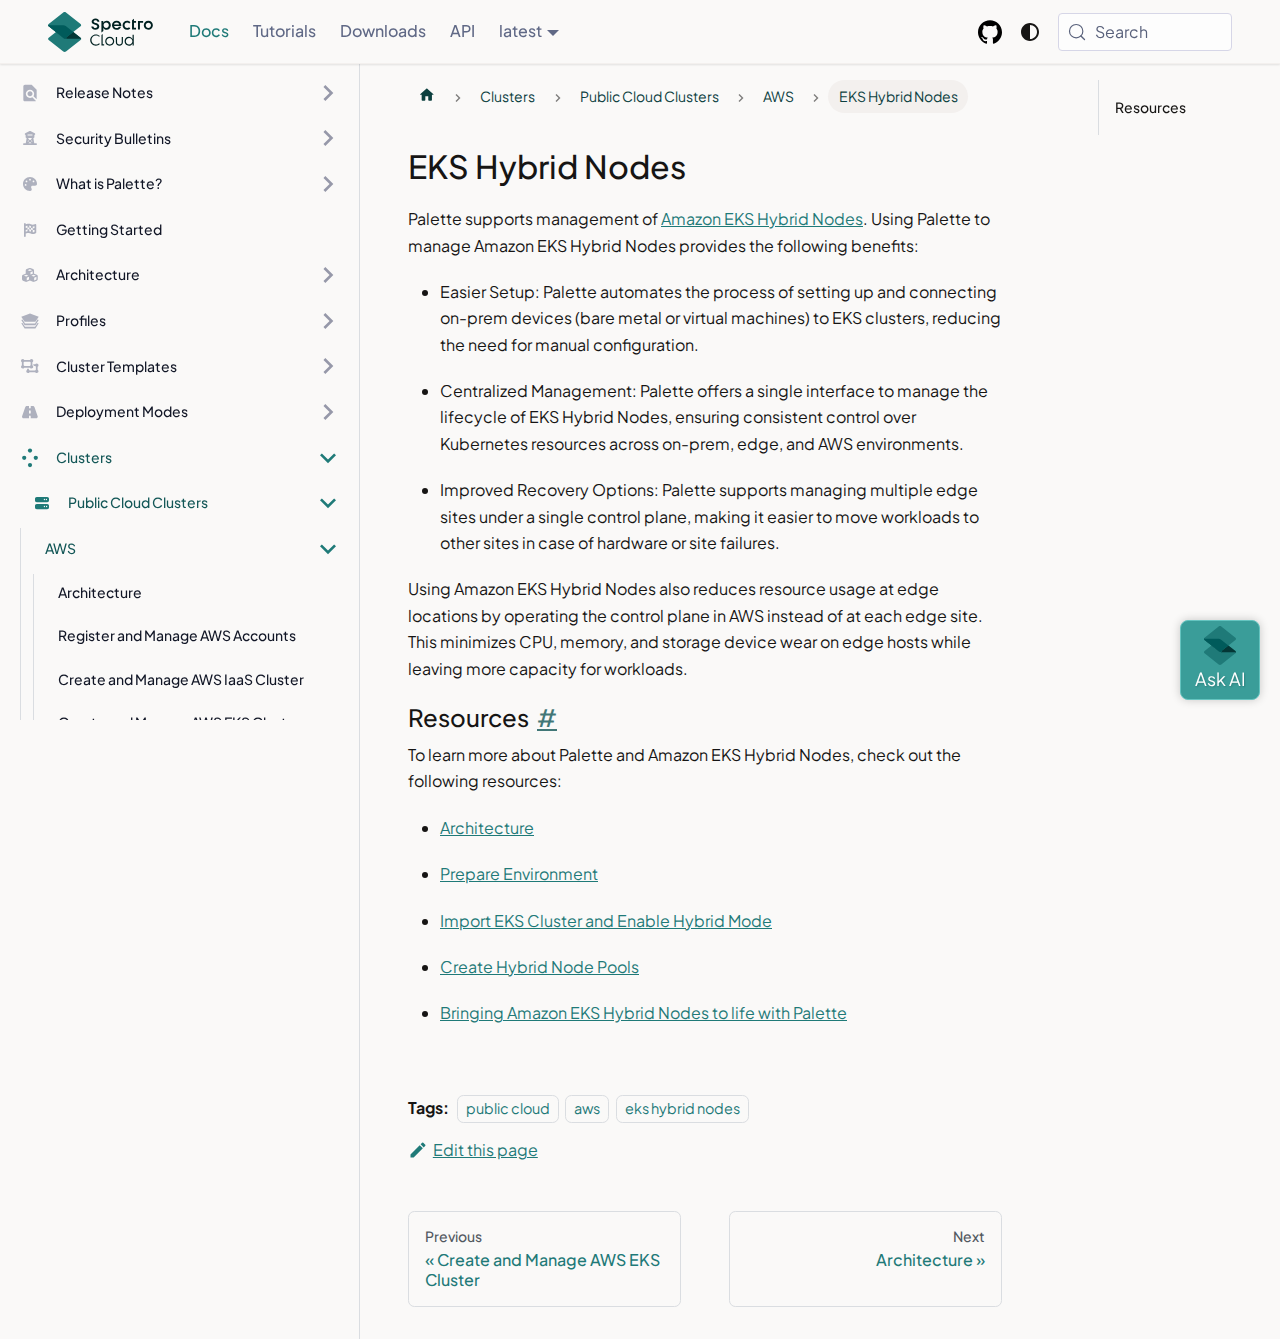 Spectro Cloud
Docs
Tutorials
Downloads
API
latest
Search
Release Notes
Security Bulletins
What is Palette?
Getting Started
Architecture
Profiles
Cluster Templates
Deployment Modes
Clusters
Public Cloud Clusters
AWS
Architecture
Register and Manage AWS Accounts
Create and Manage AWS IaaS Cluster
Create and Manage AWS EKS Cluster
Clusters
Public Cloud Clusters
AWS
EKS Hybrid Nodes
Resources
EKS Hybrid Nodes
Palette supports management of Amazon EKS Hybrid Nodes. Using Palette to
manage Amazon EKS Hybrid Nodes provides the following benefits:
Easier Setup: Palette automates the process of setting up and connecting
on-prem devices (bare metal or virtual machines) to EKS clusters, reducing
the need for manual configuration.
Centralized Management: Palette offers a single interface to manage the
lifecycle of EKS Hybrid Nodes, ensuring consistent control over
Kubernetes resources across on-prem, edge, and AWS environments.
Improved Recovery Options: Palette supports managing multiple edge
sites under a single control plane, making it easier to move workloads to
other sites in case of hardware or site failures.
Using Amazon EKS Hybrid Nodes also reduces resource usage at edge
locations by operating the control plane in AWS instead of at each edge site.
This minimizes CPU, memory, and storage device wear on edge hosts while
leaving more capacity for workloads.
Resources #
To learn more about Palette and Amazon EKS Hybrid Nodes, check out the
following resources:
Architecture
Prepare Environment
Import EKS Cluster and Enable Hybrid Mode
Create Hybrid Node Pools
Bringing Amazon EKS Hybrid Nodes to life with Palette
Tags: public cloud aws eks hybrid nodes
Edit this page
Previous
« Create and Manage AWS EKS
Cluster
Next
Architecture »
Ask AI